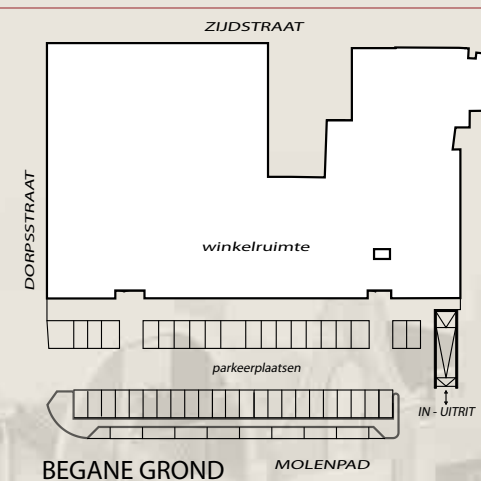 ZIJDSTRAAT
DORPSSTRAAT
winkelruimte
parkeerplaatsen
IN - UITRIT
BEGANE GROND
MOLENPAD